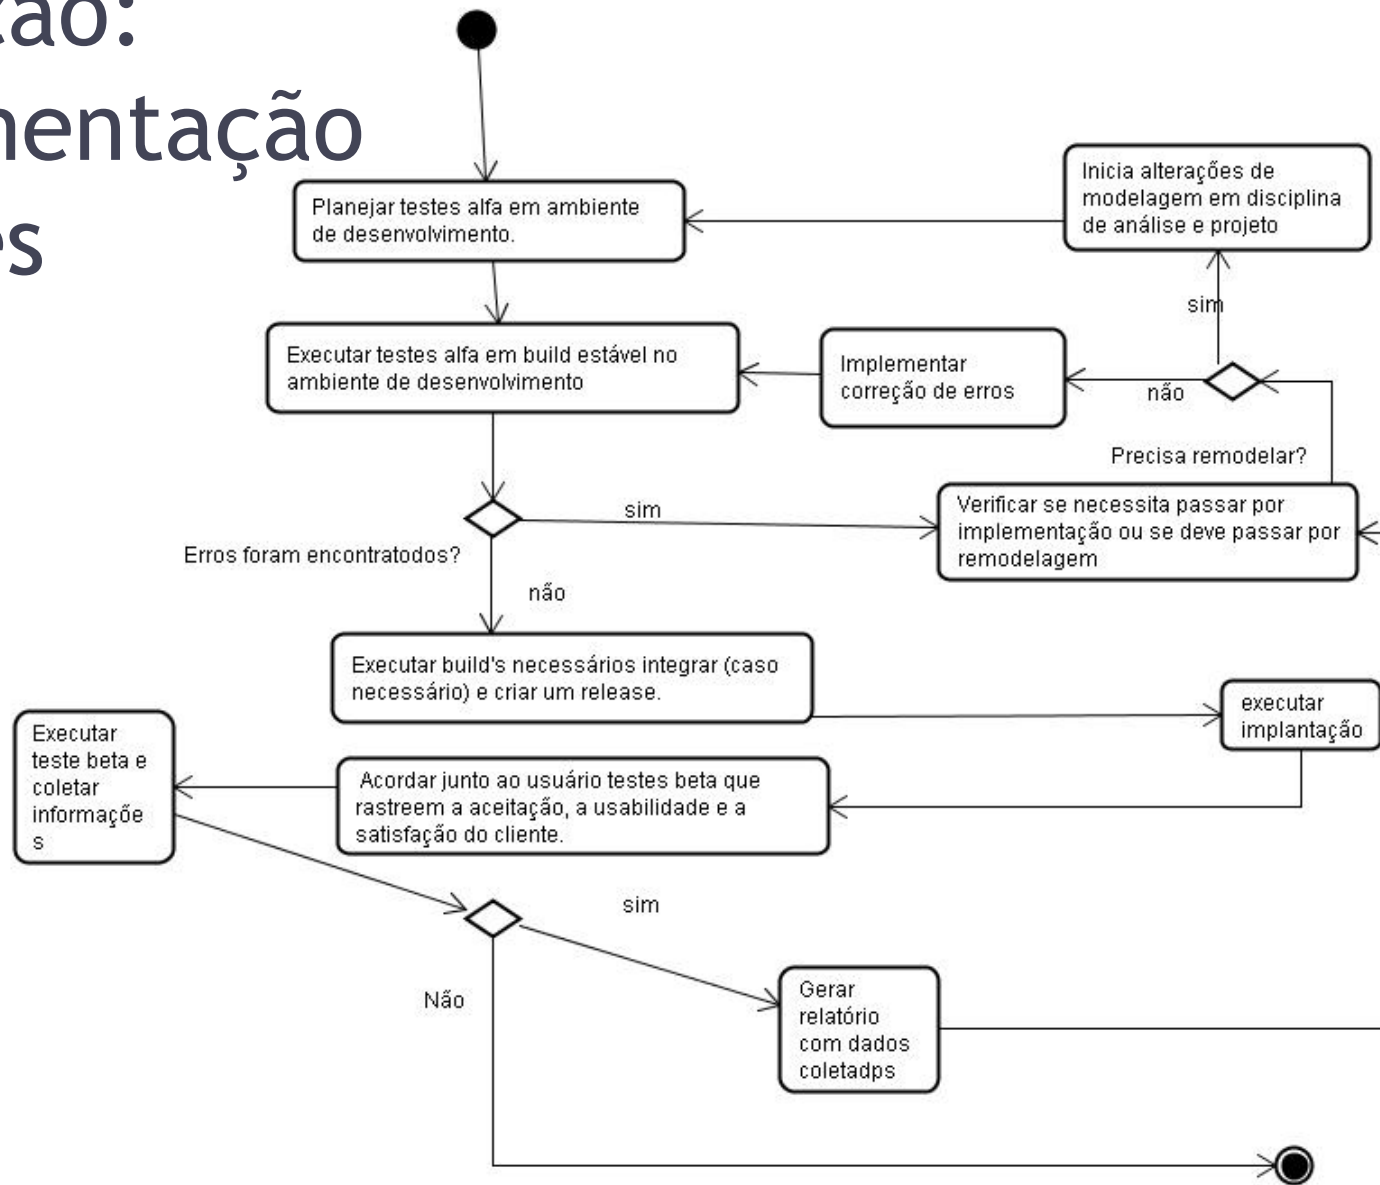 ção:
mentação
es
Planejar testes alfa em ambiente
de desenvolvimento.
Inicia alterações de
modelagem em disciplina
de análise e projeto
sim
Executar testes alfa em build estável no
ambiente de desenvolvimento
Implementar
correção de erros
não
Precisa remodelar?
sim
Verificar se necessita passar por
implementação ou se deve passar por
remodelagem
Erros foram encontratodos?
não
Executar build's necessários integrar (caso
necessário) e criar um release.
executar
implantação
Executar
teste beta e
coletar
informaçõe
s
Acordar junto ao usuário testes beta que
rastreem a aceitação, a usabilidade e a
satisfação do cliente.
sim
Não
Gerar
relatório
com dados
coletadps